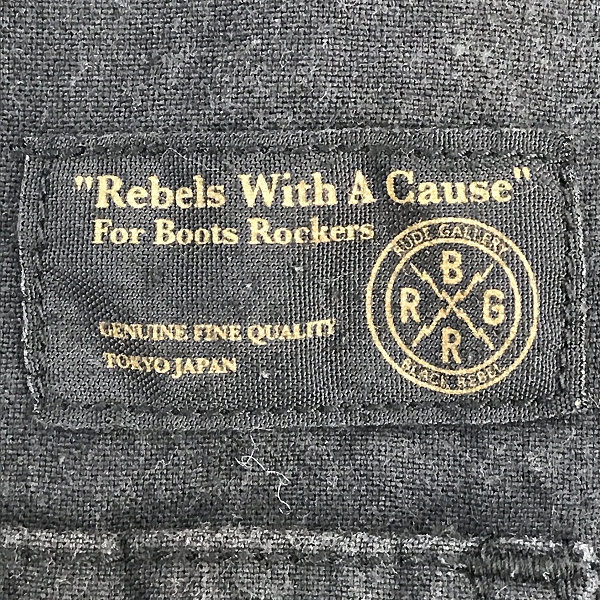 "Rebels With A Cause"
For Boots Rockers
RUDE GALLERY
B
R G
R
BLACK REBEL
GENUINE FINE QUALITY
TOKYO JAPAN